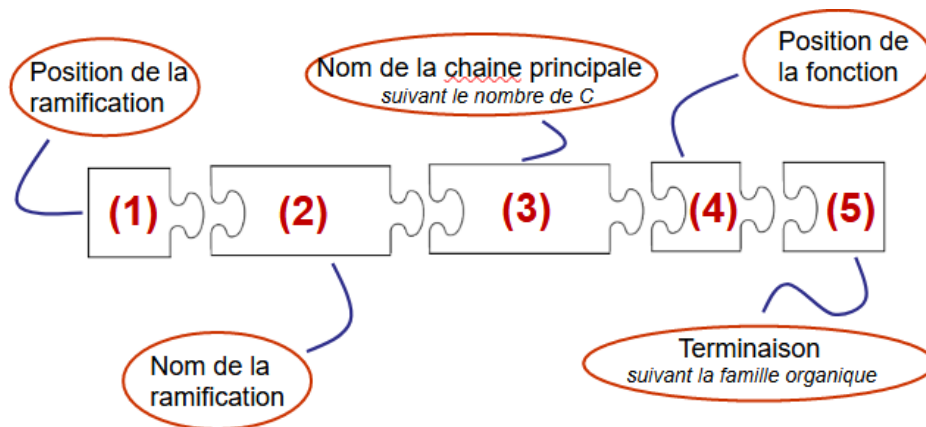 Position de la
ramification
Nom de la chaine principale
suivant le nombre de C
Position de
la fonction
(1)
(2)
(3)
(4)
(5)
Nom de la
ramification
Terminaison
suivant la famille organique